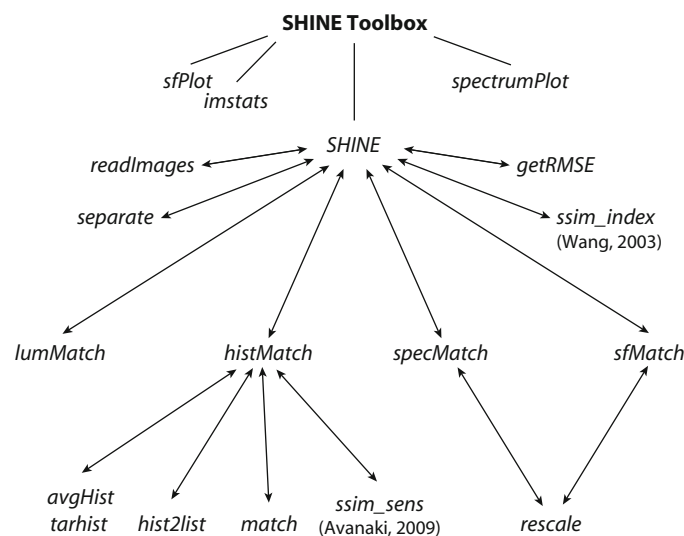 SHINE Toolbox
sfPlot
imstats
spectrumPlot
SHINE
readImages
getRMSE
separate
ssim_index
(Wang, 2003)
lumMatch
histMatch
specMatch
sfMatch
avgHist
tarhist
hist2list
match
ssim_sens
(Avanaki, 2009)
rescale